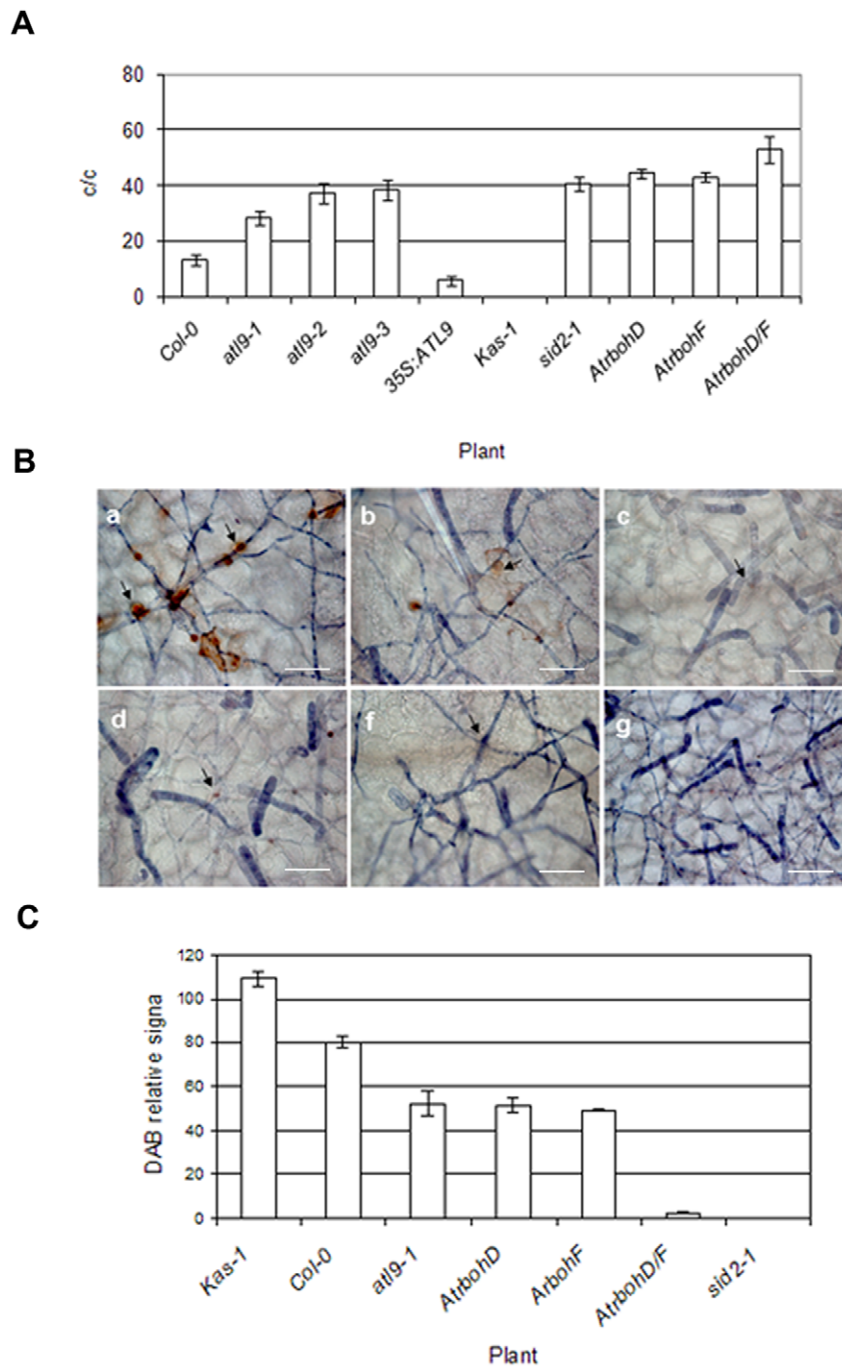 A
80
60
40
20
0
c/c
Col-0
atl9-1
atl9-2
atl9-3
35S:ATL9
Kas-1
sid2-1
AtrbohD
AtrbohF
AtrbohD/F
Plant
B
a
b
c
d
f
g
C
120
100
80
60
40
20
0
DAB relative signa
Kas-1
Col-0
atl9-1
AtrbohD
ArbohF
AtrbohD/F
sid2-1
Plant